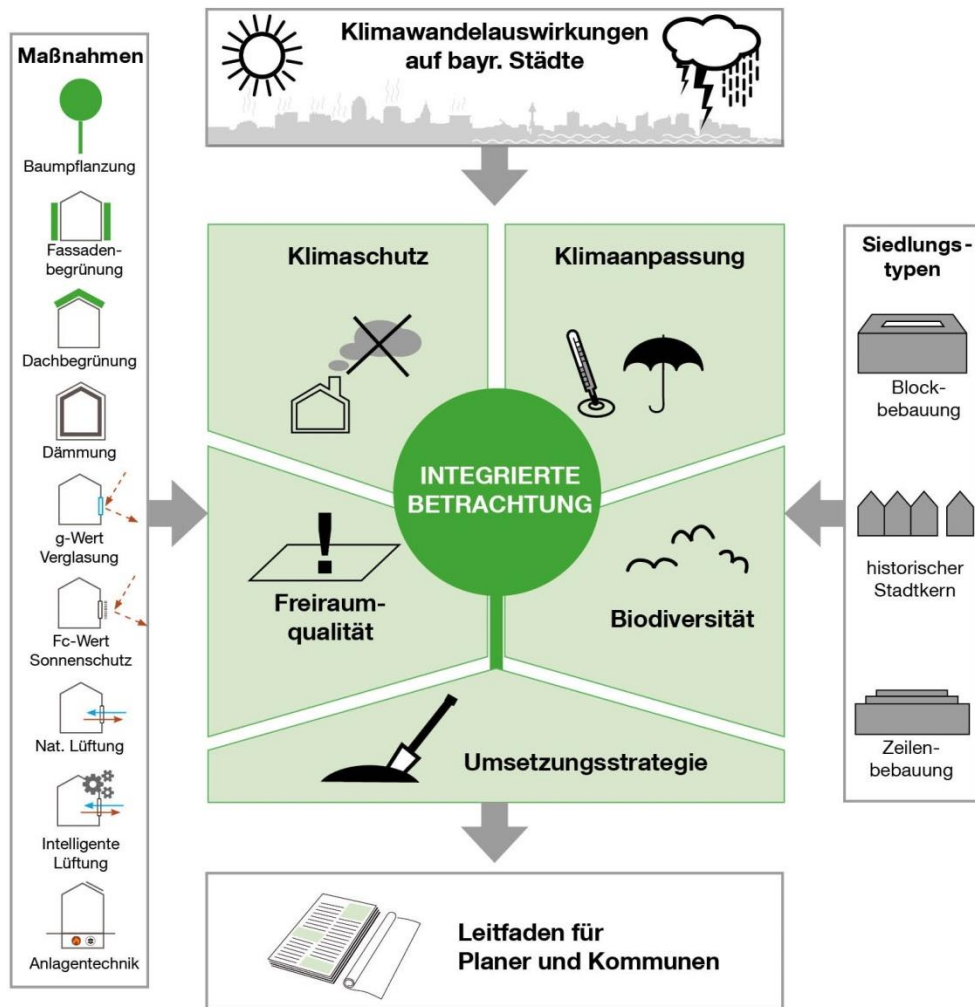 Klimawandelauswirkungen
auf bayr. Städte
Maßnahmen
Baumpflanzung
Fassaden-
begrünung
Dachbegrünung
Dämmung
g-Wert
Verglasung
Fc-Wert
Sonnenschutz
Nat. Lüftung
Intelligente
Lüftung
Anlagentechnik
Klimaschutz
Klimaanpassung
INTEGRIERTE
BETRACHTUNG
Freiraum-
qualität
Biodiversität
Umsetzungsstrategie
Siedlungs-
typen
Block-
bebauung
historischer
Stadtkern
Zeilen-
bebauung
Leitfaden für
Planer und Kommunen